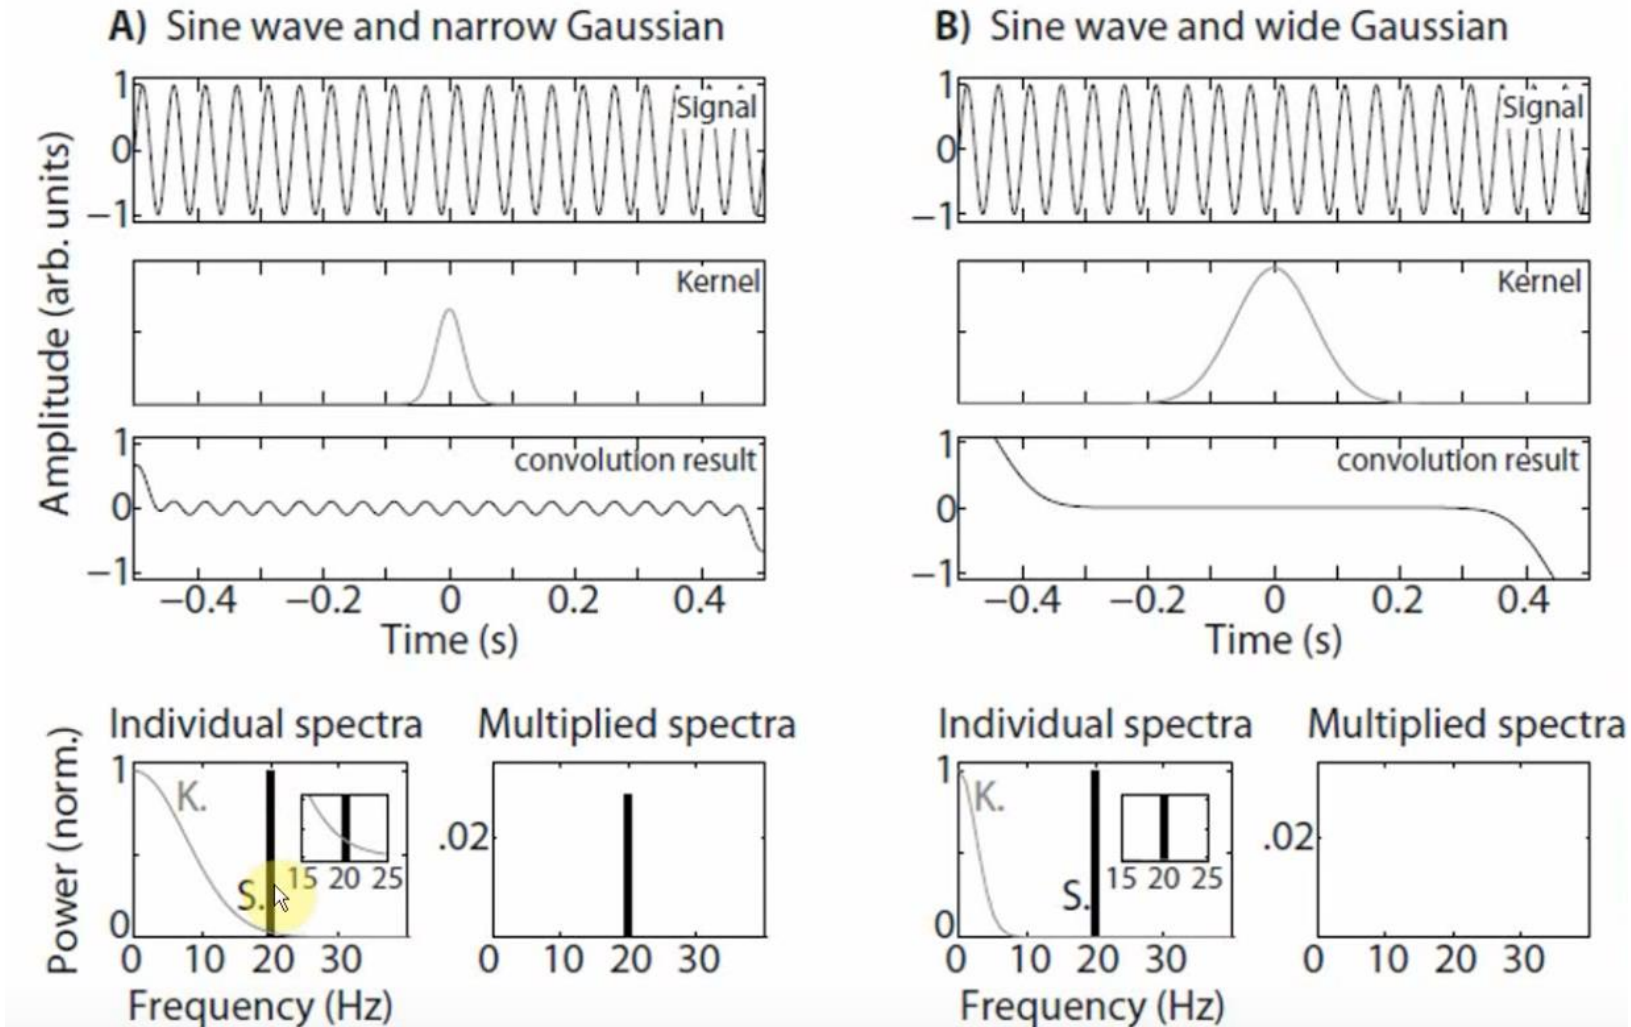 A) Sine wave and narrow Gaussian
1
0
−1
Signal
Kernel
1
0
−1
convolution result
−0.4 −0.2 0 0.2 0.4
Time (s)
Amplitude (arb. units)
B) Sine wave and wide Gaussian
1
0
−1
Signal
Kernel
1
0
−1
convolution result
−0.4 −0.2 0 0.2 0.4
Time (s)
Individual spectra
1
0
K.
S.
15 20 25
0 10 20 30
Frequency (Hz)
Power (norm.)
Multiplied spectra
.02
0 10 20 30
Individual spectra
1
0
K.
S.
15 20 25
0 10 20 30
Frequency (Hz)
Multiplied spectra
.02
0 10 20 30